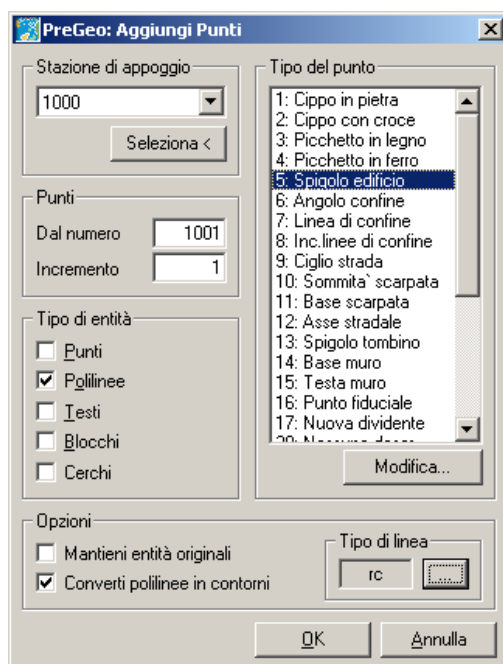 PreGeo: Aggiungi Punti
Stazione di appoggio
1000
Seleziona <
Punti
Dal numero 1001
Incremento 1
Tipo di entità
Punti
Polilinee
Testi
Blocchi
Cerchi
Tipo del punto
1: Cippo in pietra
2: Cippo con croce
3: Picchetto in legno
4: Picchetto in ferro
5: Spigolo edificio
6: Angolo confine
7: Linea di confine
8: Inc.linee di confine
9: Ciglio strada
10: Sommita` scarpata
11: Base scarpata
12: Asse stradale
13: Spigolo tombino
14: Base muro
15: Testa muro
16: Punto fiduciale
17: Nuova dividente
Modifica...
Opzioni
Mantieni entità originali
Converti polilinee in contorni
Tipo di linea
rc ...
OK Annulla